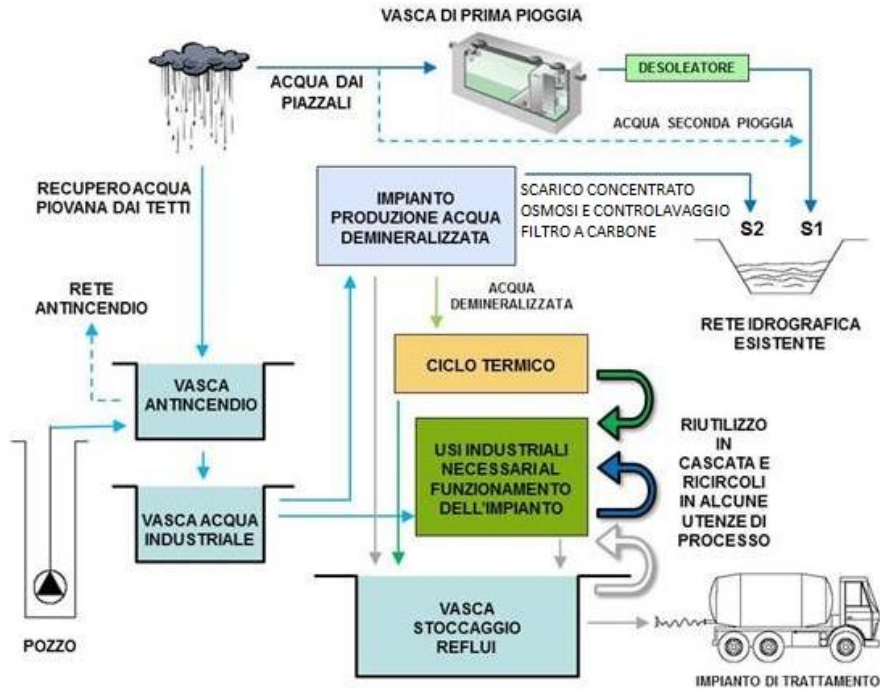 VASCA DI PRIMA PIOGGIA
DESOLEATORE
ACQUA DAI
PIAZZALI
ACQUA SECONDA PIOGGIA
RECUPERO ACQUA
PIOVANA DAI TETTI
IMPIANTO
PRODUZIONE ACQUA
DEMINERALIZZATA
SCARICO CONCENTRATO
OSMOSI E CONTROLAVAGGIO
FILTRO A CARBONE
S2
S1
RETE IDROGRAFICA
ESISTENTE
RETE
ANTINCENDIO
ACQUA
DEMINERALIZZATA
CICLO TERMICO
VASCA
ANTINCENDIO
USI INDUSTRIALI
NECESSARI AL
FUNZIONAMENTO
DELL'IMPIANTO
RIUTILIZZO
IN
CASCATA E
RICIRCOLI
IN ALCUNE
UTENZE DI
PROCESSO
VASCA ACQUA
INDUSTRIALE
POZZO
VASCA
STOCCAGGIO
REFLUI
IMPIANTO DI TRATTAMENTO